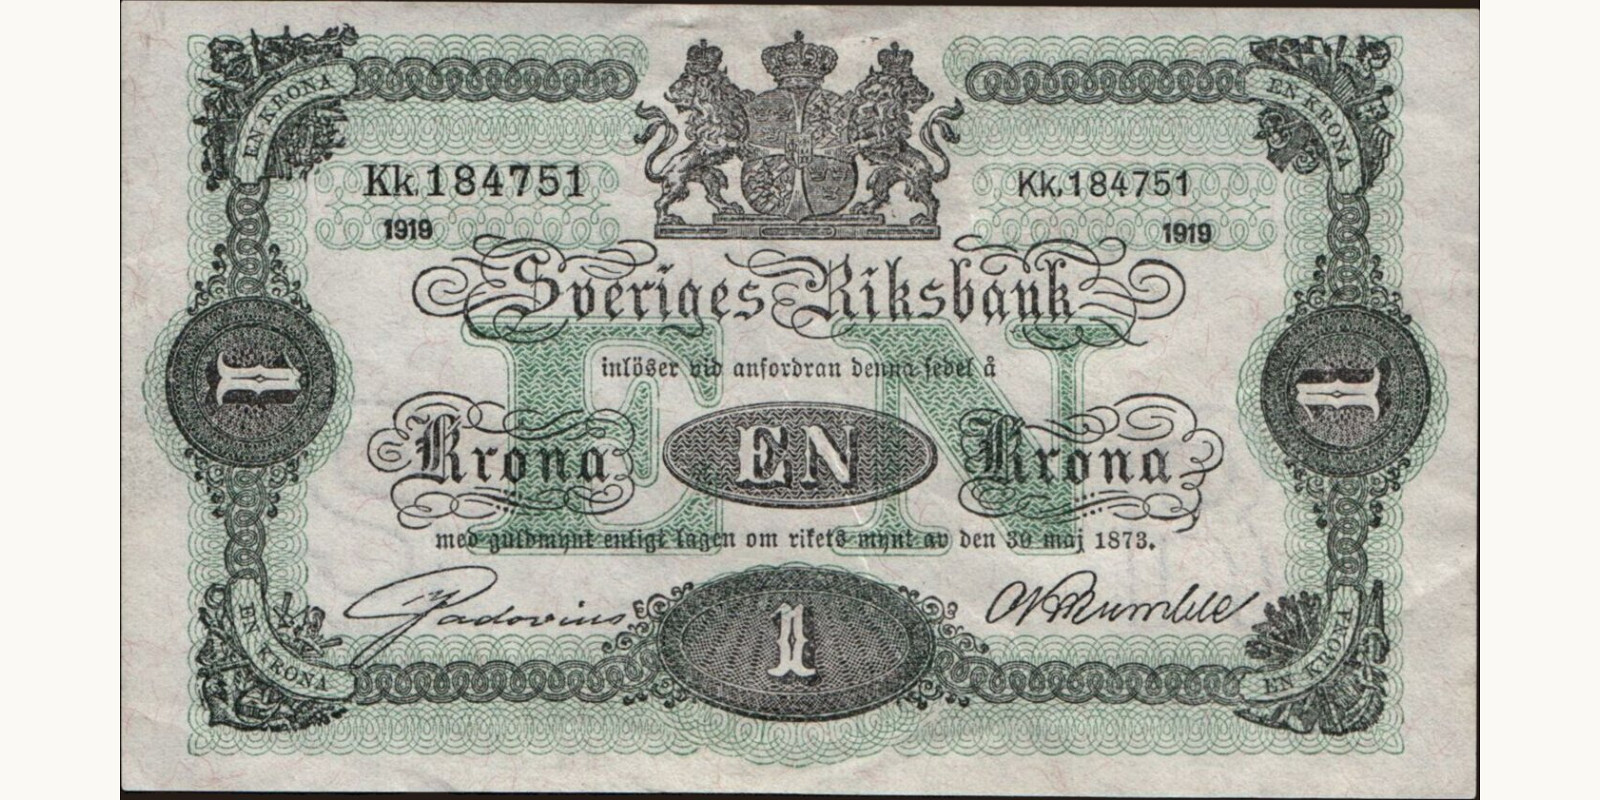 EN KRONA
EN KRONA
Kk.184751
Kk.184751
1919
1919
Sveriges Riksbank
inlöser vid anfordran denna sedel å
1
1
Krona EN Krona
EN
med guldmynt enligt lagen om rikets mynt av den 30 maj 1873.
Rumble
1
EN KRONA
EN KRONA